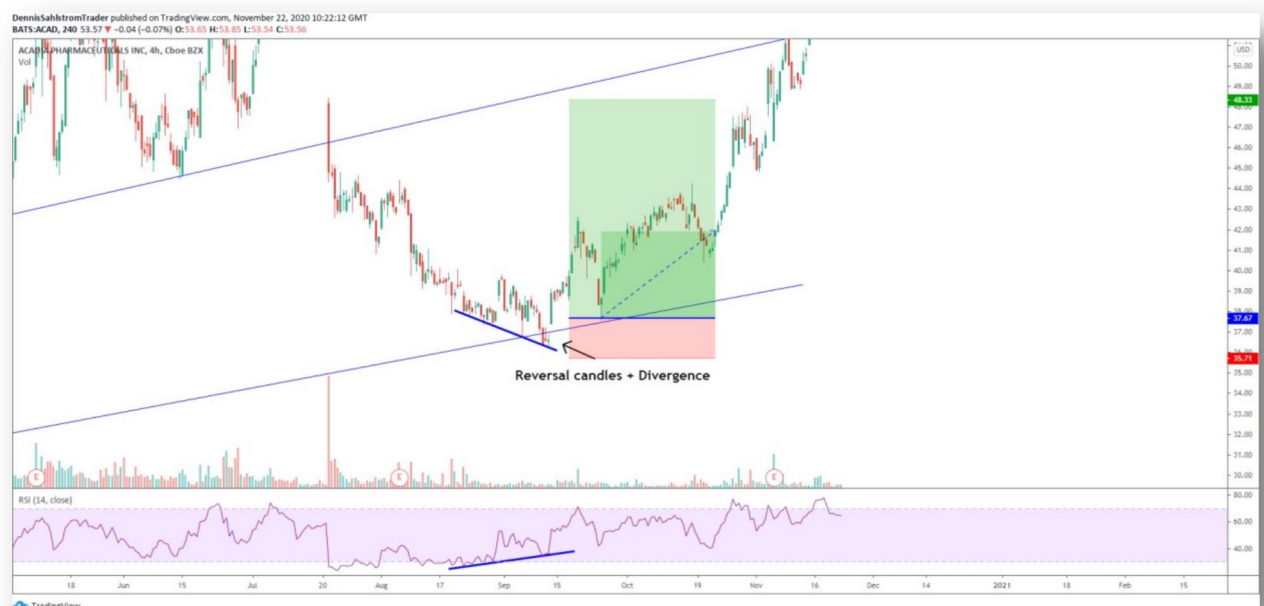 DennisSahlstromTrader published on TradingView.com, November 22, 2020 10:22:12 GMT
BATS:ACAD, 240 53.57 ▼ −0.04 (−0.07%) O:53.65 H:53.85 L:53.54 C:53.56
ACADIA PHARMACEUTICALS INC, 4h, Cboe BZX
Vol
USD
50.00
49.00
48.33
47.00
46.00
45.00
44.00
43.00
42.00
41.00
40.00
39.00
37.67
37.00
35.71
35.00
34.00
33.00
32.00
31.00
30.00
Reversal candles + Divergence
E
E
E
RSI (14, close)
80.00
60.00
40.00
18 Jun 15 Jul 20 Aug 17 Sep 15 Oct 19 Nov 16 Dec 14 2021 18 Feb 15
TradingView